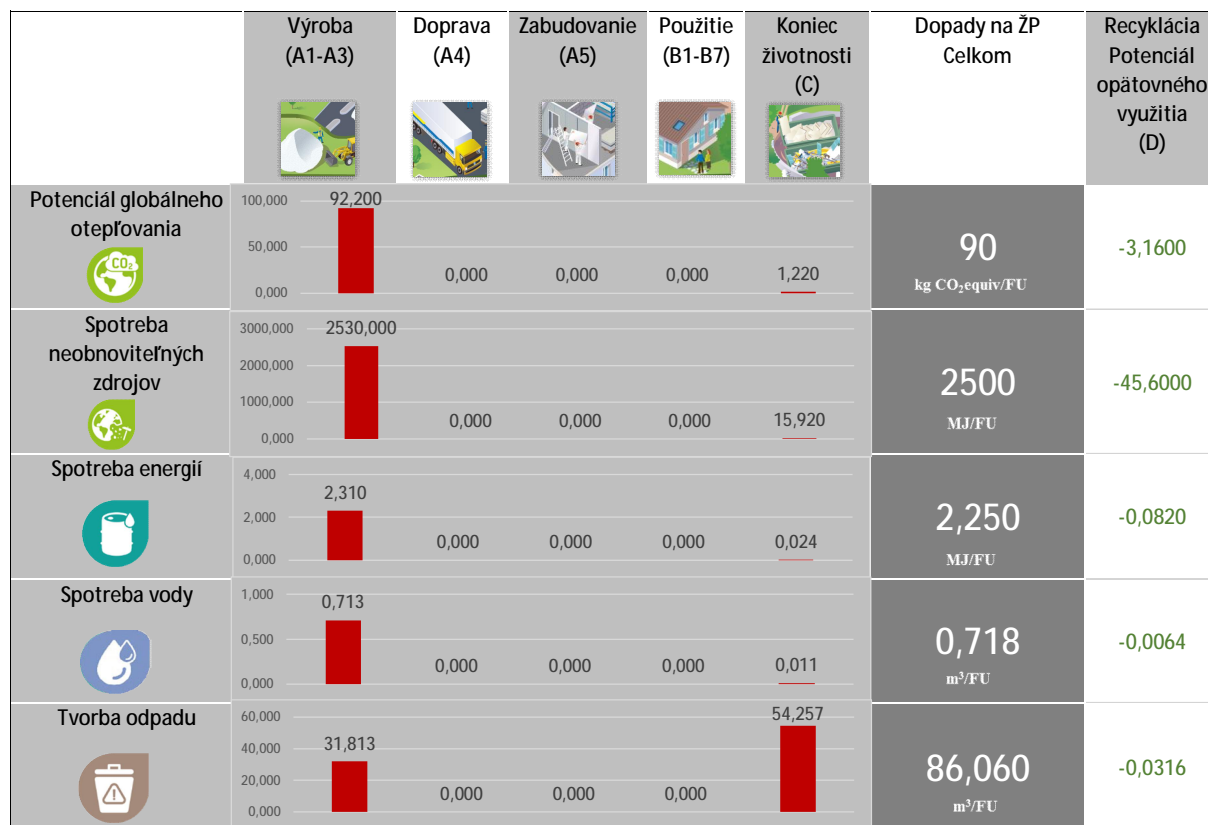 Výroba
(A1-A3)
Doprava
(A4)
Zabudovanie
(A5)
Použitie
(B1-B7)
Koniec
životnosti
(C)
Dopady na ŽP
Celkom
Recyklácia
Potenciál
opätovného
využitia
(D)
Potenciál globálneho
otepľovania
CO2
100,000
50,000
0,000
92,200
0,000
0,000
0,000
1,220
90
kg CO₂equiv/FU
-3,1600
Spotreba
neobnoviteľných
zdrojov
3000,000
2000,000
1000,000
0,000
2530,000
0,000
0,000
0,000
15,920
2500
MJ/FU
-45,6000
Spotreba energií
4,000
2,000
0,000
2,310
0,000
0,000
0,000
0,024
2,250
MJ/FU
-0,0820
Spotreba vody
1,000
0,500
0,000
0,713
0,000
0,000
0,000
0,011
0,718
m³/FU
-0,0064
Tvorba odpadu
60,000
40,000
20,000
0,000
31,813
0,000
0,000
0,000
54,257
86,060
m³/FU
-0,0316